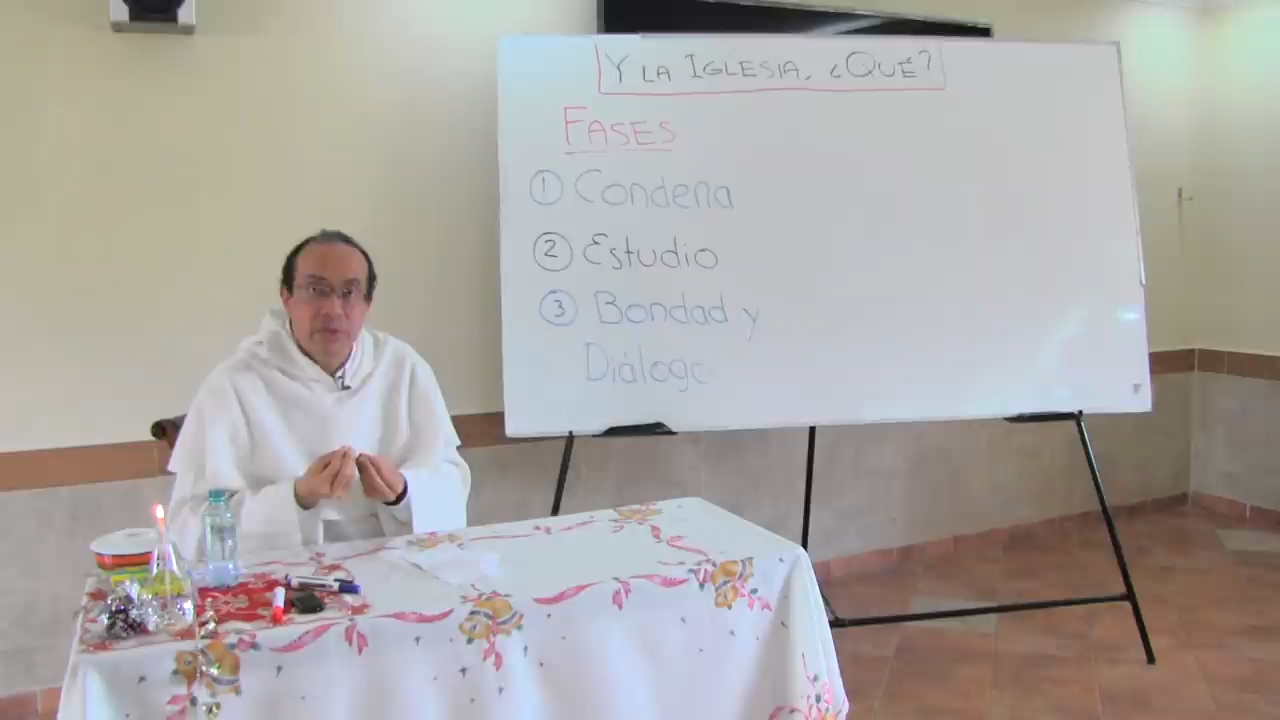 Y LA IGLESIA, ¿QUÉ?
FASES
① Condena
② Estudio
③ Bondad y
Diálogo